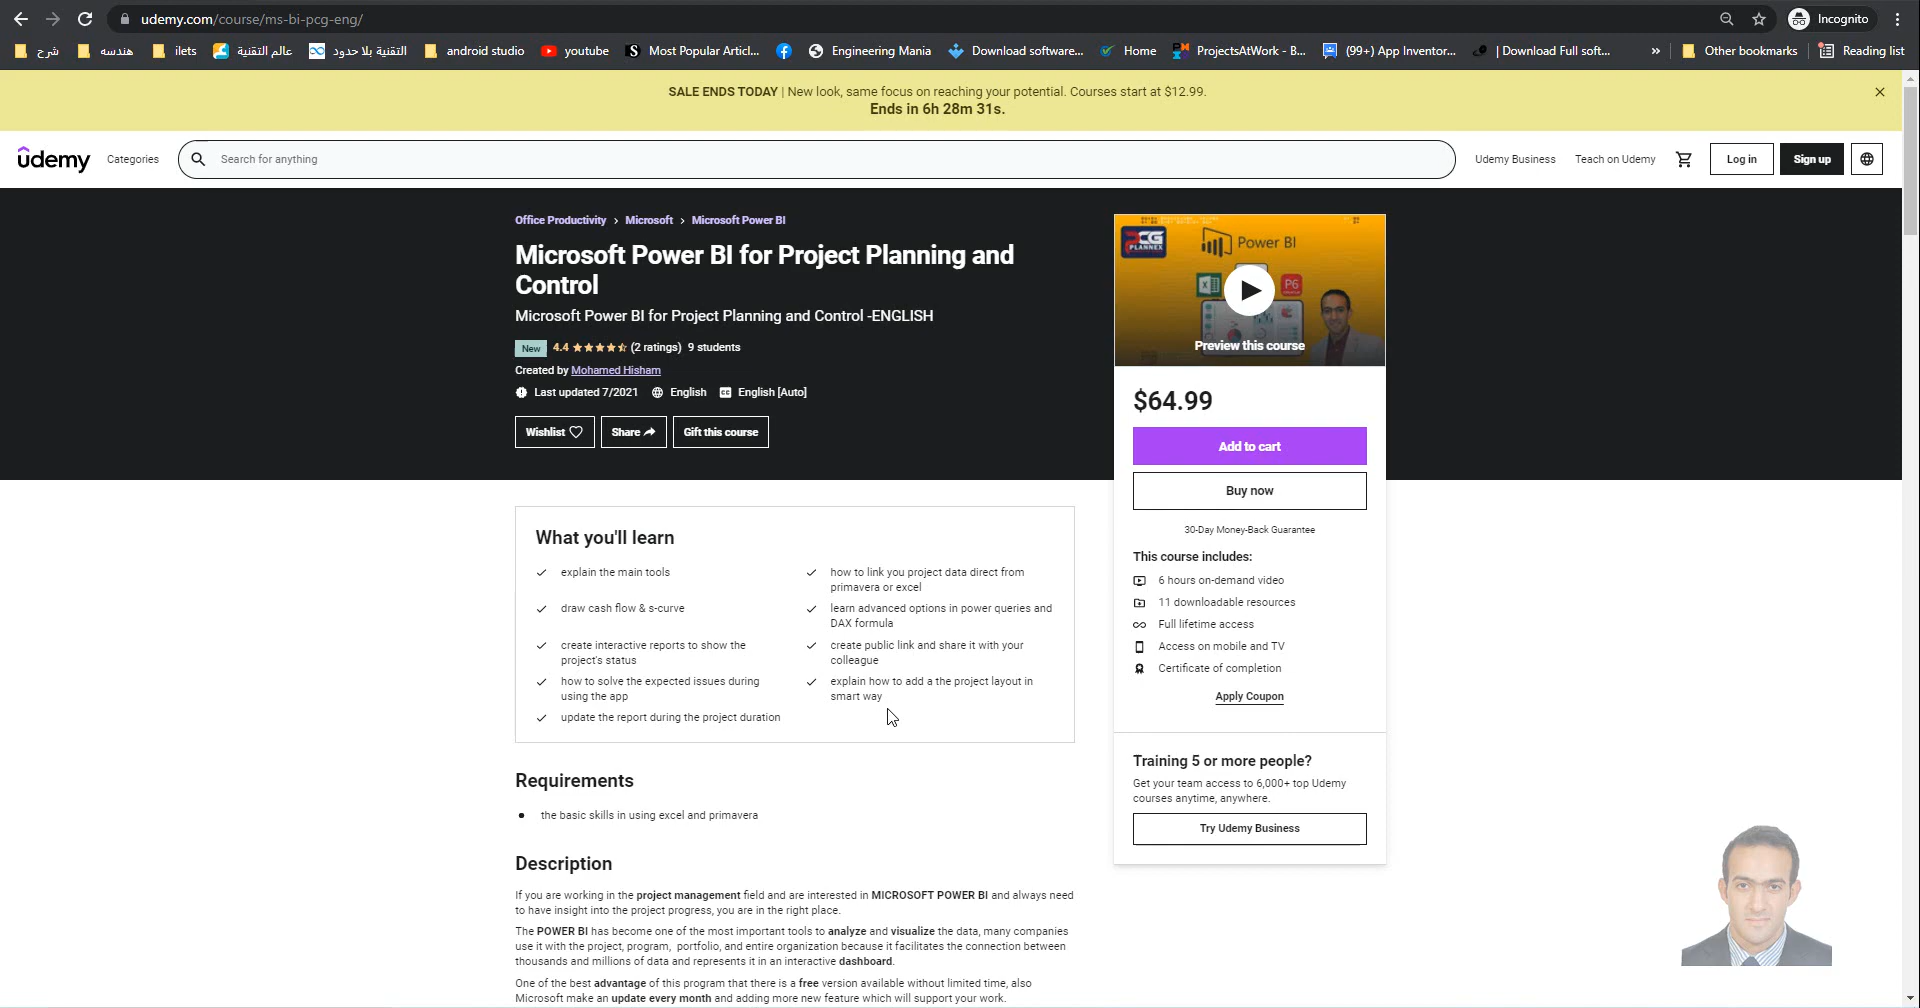 udemy.com/course/ms-bi-pcg-eng/
Incognito
شرح
هندسه
ilets
عالم التقنية
التقنية بلا حدود
android studio
youtube
Most Popular Articl...
Engineering Mania
Download software...
Home
ProjectsAtWork - B...
(99+) App Inventor...
| Download Full soft...
»
Other bookmarks
Reading list
SALE ENDS TODAY | New look, same focus on reaching your potential. Courses start at $12.99.
Ends in 6h 28m 31s.
udemy
Categories
Search for anything
Udemy Business
Teach on Udemy
Log in
Sign up
Office Productivity > Microsoft > Microsoft Power BI
Microsoft Power BI for Project Planning and
Control
Microsoft Power BI for Project Planning and Control -ENGLISH
New 4.4 (2 ratings) 9 students
Created by Mohamed Hisham
Last updated 7/2021 English English [Auto]
Wishlist
Share
Gift this course
PCG
PLANNEX
Power BI
P6
Preview this course
$64.99
Add to cart
Buy now
30-Day Money-Back Guarantee
This course includes:
6 hours on-demand video
11 downloadable resources
Full lifetime access
Access on mobile and TV
Certificate of completion
Apply Coupon
Training 5 or more people?
Get your team access to 6,000+ top Udemy
courses anytime, anywhere.
Try Udemy Business
What you'll learn
explain the main tools
how to link you project data direct from
primavera or excel
draw cash flow & s-curve
learn advanced options in power queries and
DAX formula
create interactive reports to show the
project's status
create public link and share it with your
colleague
how to solve the expected issues during
using the app
explain how to add a the project layout in
smart way
update the report during the project duration
Requirements
the basic skills in using excel and primavera
Description
If you are working in the project management field and are interested in MICROSOFT POWER BI and always need
to have insight into the project progress, you are in the right place.
The POWER BI has become one of the most important tools to analyze and visualize the data, many companies
use it with the project, program, portfolio, and entire organization because it facilitates the connection between
thousands and millions of data and represents it in an interactive dashboard.
One of the best advantage of this program that there is a free version available without limited time, also
Microsoft make an update every month and adding more new feature which will support your work.